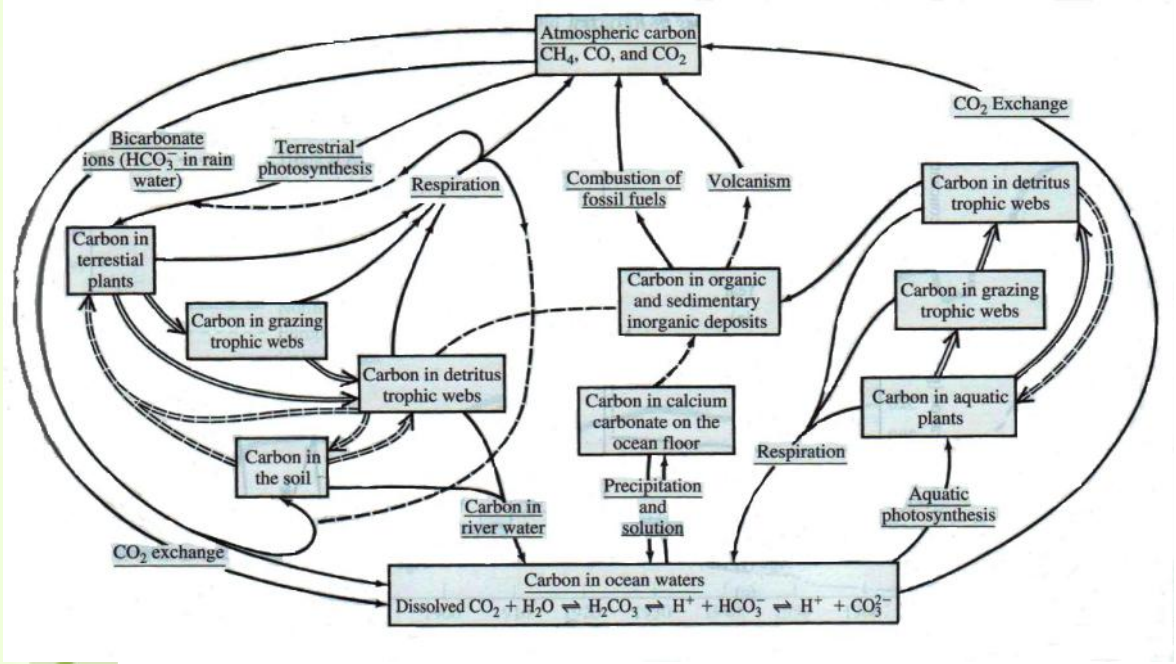 Atmospheric carbon
CH₄, CO, and CO₂
CO₂ Exchange
Bicarbonate
ions (HCO₃⁻ in rain
water)
Terrestrial
photosynthesis
Respiration
Combustion of
fossil fuels
Volcanism
Carbon in detritus
trophic webs
Carbon in
terrestial
plants
Carbon in grazing
trophic webs
Carbon in organic
and sedimentary
inorganic deposits
Carbon in grazing
trophic webs
Carbon in detritus
trophic webs
Carbon in calcium
carbonate on the
ocean floor
Carbon in aquatic
plants
Carbon in
the soil
Respiration
Carbon in
river water
Precipitation
and
solution
Aquatic
photosynthesis
CO₂ exchange
Carbon in ocean waters
Dissolved CO₂ + H₂O ⇌ H₂CO₃ ⇌ H⁺ + HCO₃⁻ ⇌ H⁺ + CO₃²⁻